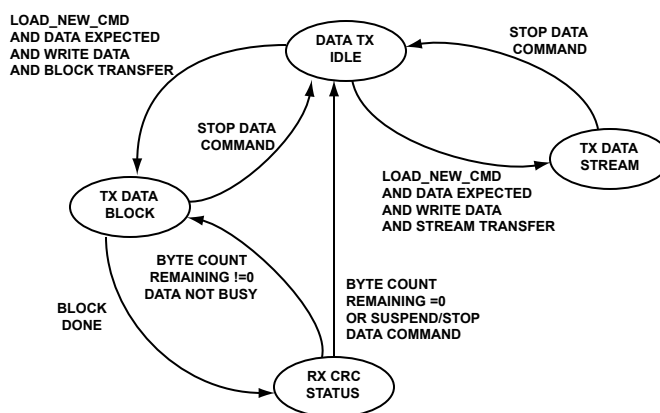 LOAD_NEW_CMD
AND DATA EXPECTED
AND WRITE DATA
AND BLOCK TRANSFER
DATA TX
IDLE
STOP DATA
COMMAND
STOP DATA
COMMAND
TX DATA
STREAM
LOAD_NEW_CMD
AND DATA EXPECTED
AND WRITE DATA
AND STREAM TRANSFER
TX DATA
BLOCK
BYTE COUNT
REMAINING !=0
DATA NOT BUSY
BYTE COUNT
REMAINING =0
OR SUSPEND/STOP
DATA COMMAND
BLOCK
DONE
RX CRC
STATUS